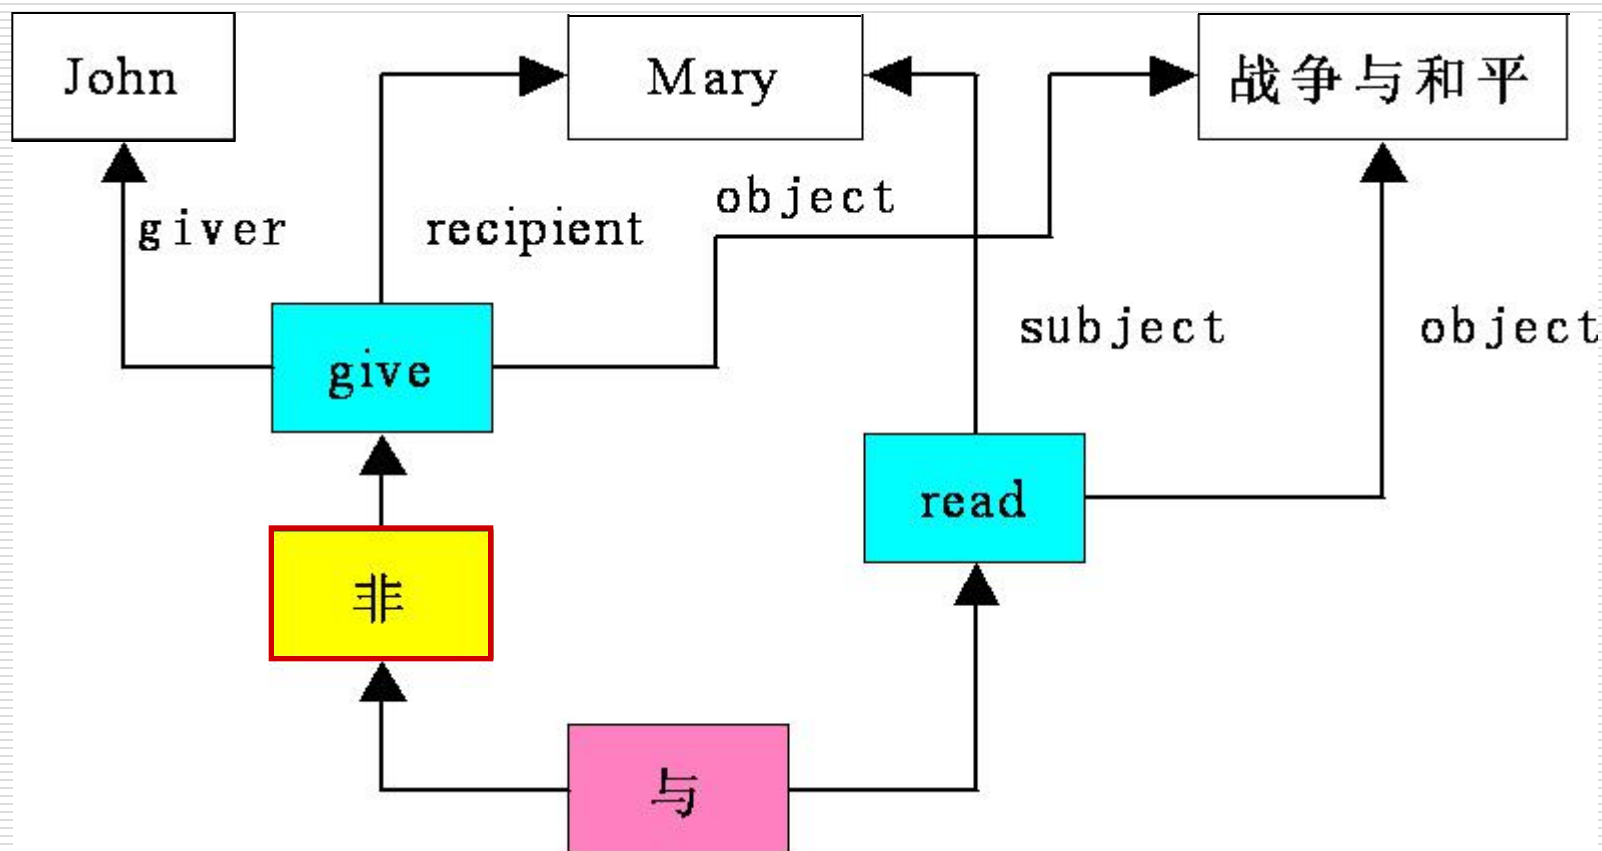 John
Mary
战争与和平
giver
recipient
object
subject
object
give
read
非
与